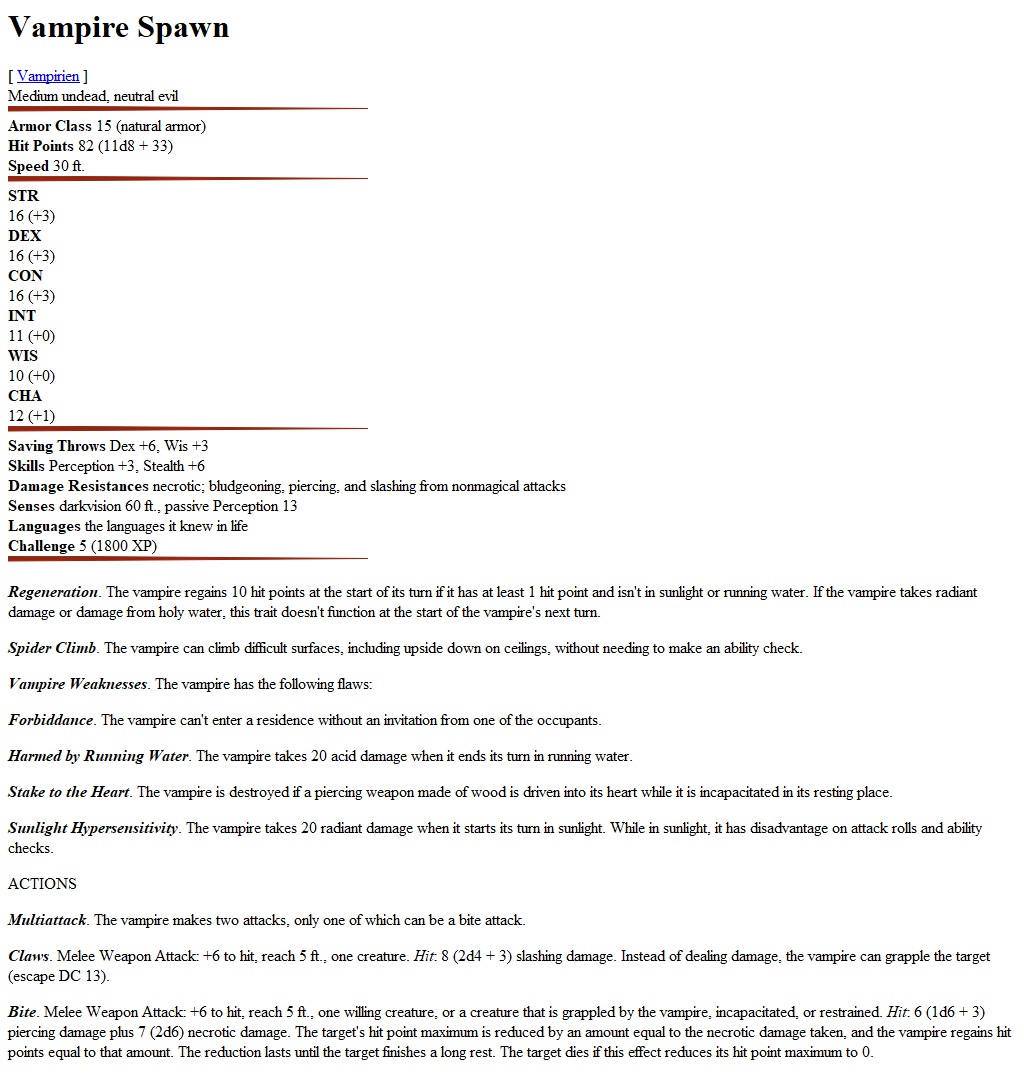 Vampire Spawn
[ Vampirien ]
Medium undead, neutral evil
Armor Class 15 (natural armor)
Hit Points 82 (11d8 + 33)
Speed 30 ft.
STR
16 (+3)
DEX
16 (+3)
CON
16 (+3)
INT
11 (+0)
WIS
10 (+0)
CHA
12 (+1)
Saving Throws Dex +6, Wis +3
Skills Perception +3, Stealth +6
Damage Resistances necrotic; bludgeoning, piercing, and slashing from nonmagical attacks
Senses darkvision 60 ft., passive Perception 13
Languages the languages it knew in life
Challenge 5 (1800 XP)
Regeneration. The vampire regains 10 hit points at the start of its turn if it has at least 1 hit point and isn't in sunlight or running water. If the vampire takes radiant
damage or damage from holy water, this trait doesn't function at the start of the vampire's next turn.
Spider Climb. The vampire can climb difficult surfaces, including upside down on ceilings, without needing to make an ability check.
Vampire Weaknesses. The vampire has the following flaws:
Forbiddance. The vampire can't enter a residence without an invitation from one of the occupants.
Harmed by Running Water. The vampire takes 20 acid damage when it ends its turn in running water.
Stake to the Heart. The vampire is destroyed if a piercing weapon made of wood is driven into its heart while it is incapacitated in its resting place.
Sunlight Hypersensitivity. The vampire takes 20 radiant damage when it starts its turn in sunlight. While in sunlight, it has disadvantage on attack rolls and ability
checks.
ACTIONS
Multiattack. The vampire makes two attacks, only one of which can be a bite attack.
Claws. Melee Weapon Attack: +6 to hit, reach 5 ft., one creature. Hit: 8 (2d4 + 3) slashing damage. Instead of dealing damage, the vampire can grapple the target
(escape DC 13).
Bite. Melee Weapon Attack: +6 to hit, reach 5 ft., one willing creature, or a creature that is grappled by the vampire, incapacitated, or restrained. Hit: 6 (1d6 + 3)
piercing damage plus 7 (2d6) necrotic damage. The target's hit point maximum is reduced by an amount equal to the necrotic damage taken, and the vampire regains hit
points equal to that amount. The reduction lasts until the target finishes a long rest. The target dies if this effect reduces its hit point maximum to 0.